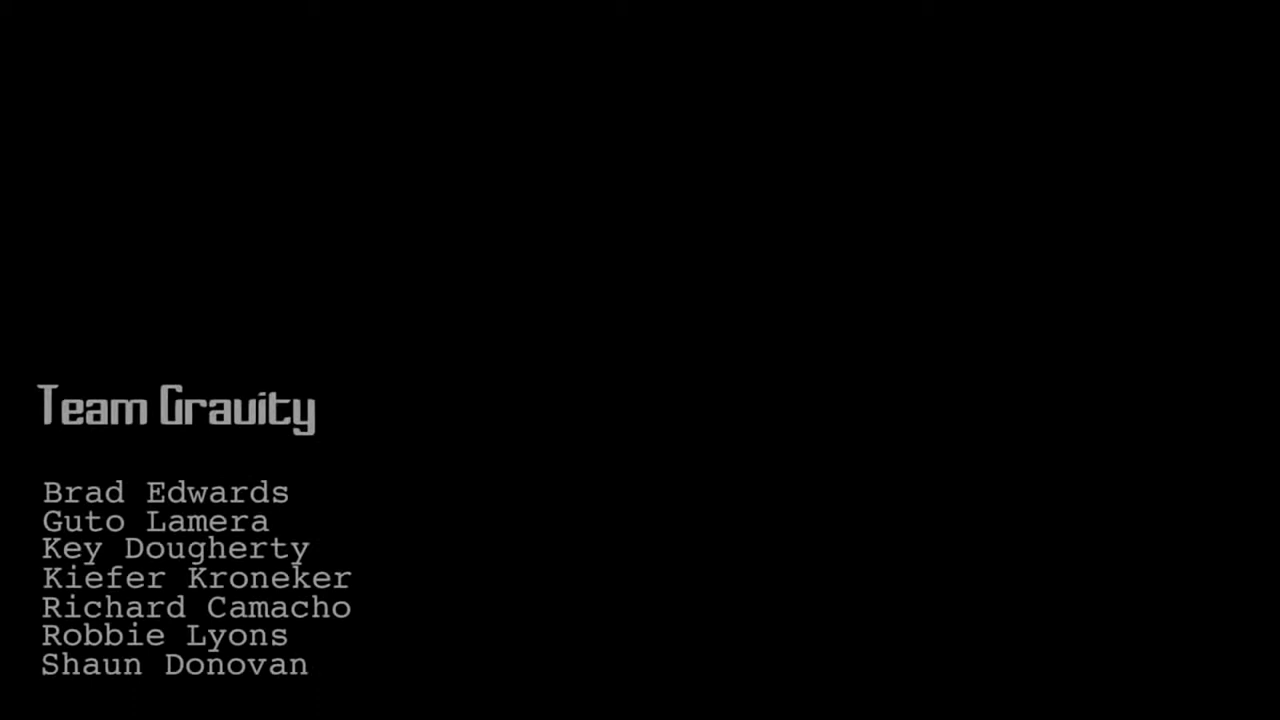 Team Gravity
Brad Edwards
Guto Lamera
Key Dougherty
Kiefer Kroneker
Richard Camacho
Robbie Lyons
Shaun Donovan